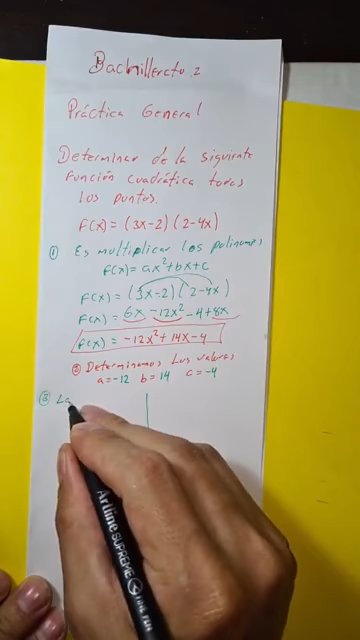 Bachillerato 2
Práctica General
Determinar de la siguiente
función cuadrática todos
los puntos.
F(x) = (3x-2)(2-4x)
① Es multiplicar los polinomios
F(x) = ax²+bx+c
F(x) = (3x-2)(2-4x)
F(x) = 6x -12x² -4+8x
F(x) = -12x² + 14x - 4
② Determinamos los valores
a=-12 b=14 c=-4
③ La
Artline SUPREME